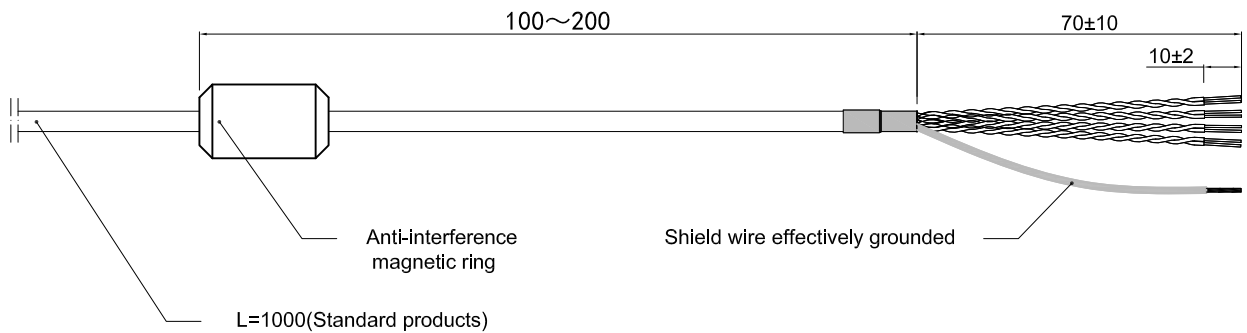 100～200
70±10
10±2
Anti-interference
magnetic ring
Shield wire effectively grounded
L=1000(Standard products)